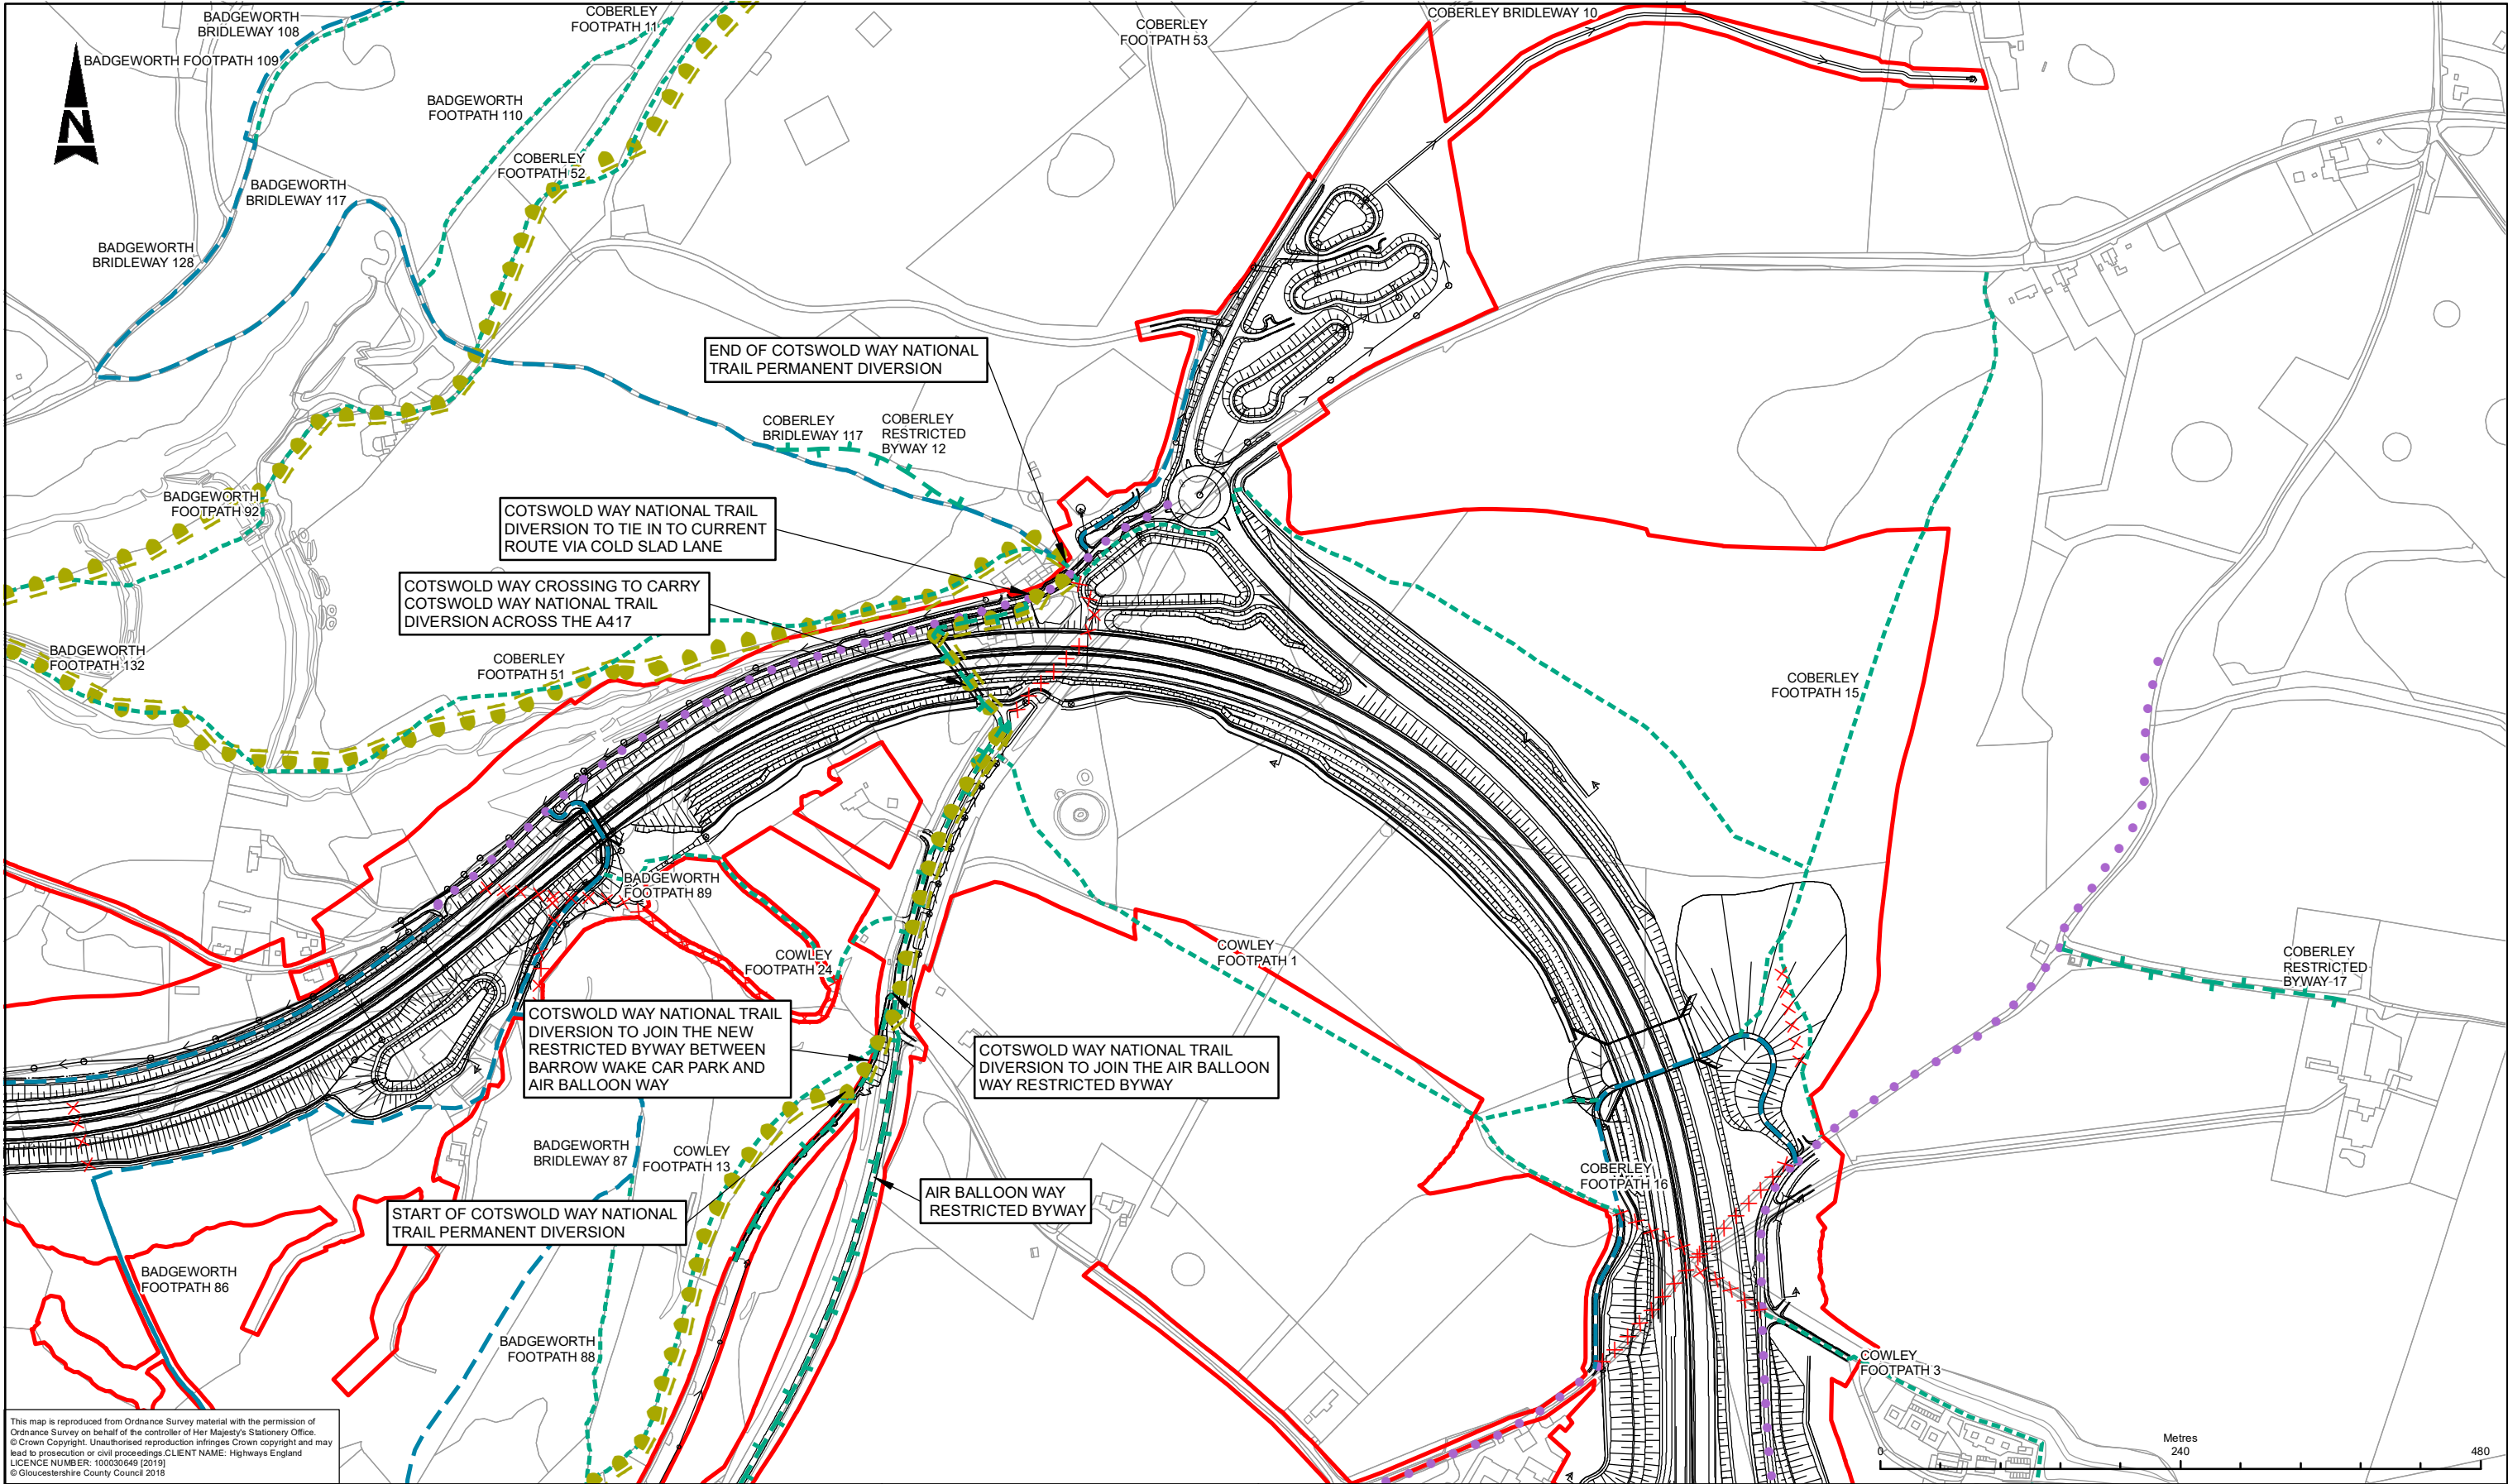 BADGEWORTH
BRIDLEWAY 108
BADGEWORTH FOOTPATH 109
N
COBERLEY
FOOTPATH 11
COBERLEY
FOOTPATH 53
COBERLEY BRIDLEWAY 10
BADGEWORTH
FOOTPATH 110
COBERLEY
FOOTPATH 52
BADGEWORTH
BRIDLEWAY 117
BADGEWORTH
BRIDLEWAY 128
END OF COTSWOLD WAY NATIONAL
TRAIL PERMANENT DIVERSION
COBERLEY
BRIDLEWAY 117
COBERLEY
RESTRICTED
BYWAY 12
BADGEWORTH
FOOTPATH 92
COTSWOLD WAY NATIONAL TRAIL
DIVERSION TO TIE IN TO CURRENT
ROUTE VIA COLD SLAD LANE
COTSWOLD WAY CROSSING TO CARRY
COTSWOLD WAY NATIONAL TRAIL
DIVERSION ACROSS THE A417
BADGEWORTH
FOOTPATH 132
COBERLEY
FOOTPATH 51
COBERLEY
FOOTPATH 15
BADGEWORTH
FOOTPATH 89
COWLEY
FOOTPATH 24
COWLEY
FOOTPATH 1
COBERLEY
RESTRICTED
BYWAY 17
COTSWOLD WAY NATIONAL TRAIL
DIVERSION TO JOIN THE NEW
RESTRICTED BYWAY BETWEEN
BARROW WAKE CAR PARK AND
AIR BALLOON WAY
COTSWOLD WAY NATIONAL TRAIL
DIVERSION TO JOIN THE AIR BALLOON
WAY RESTRICTED BYWAY
BADGEWORTH
BRIDLEWAY 87
COWLEY
FOOTPATH 13
COBERLEY
FOOTPATH 16
AIR BALLOON WAY
RESTRICTED BYWAY
START OF COTSWOLD WAY NATIONAL
TRAIL PERMANENT DIVERSION
BADGEWORTH
FOOTPATH 86
BADGEWORTH
FOOTPATH 88
COWLEY
FOOTPATH 3
This map is reproduced from Ordnance Survey material with the permission of
Ordnance Survey on behalf of the controller of Her Majesty's Stationery Office.
© Crown Copyright. Unauthorised reproduction infringes Crown copyright and may
lead to prosecution or civil proceedings.CLIENT NAME: Highways England
LICENCE NUMBER: 100030649 [2019]
© Gloucestershire County Council 2018
Metres
0 240 480